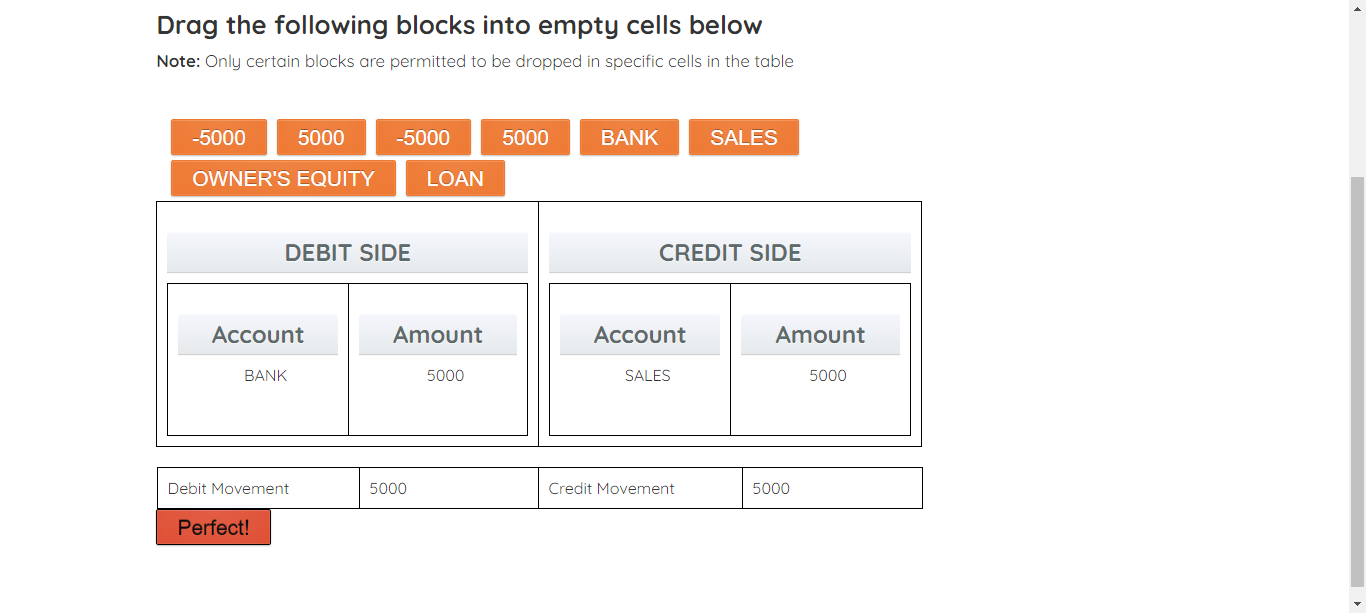 Drag the following blocks into empty cells below
Note: Only certain blocks are permitted to be dropped in specific cells in the table
-5000 5000 -5000 5000 BANK SALES
OWNER'S EQUITY LOAN
DEBIT SIDE CREDIT SIDE
Account Amount Account Amount
BANK 5000 SALES 5000
Debit Movement 5000 Credit Movement 5000
Perfect!